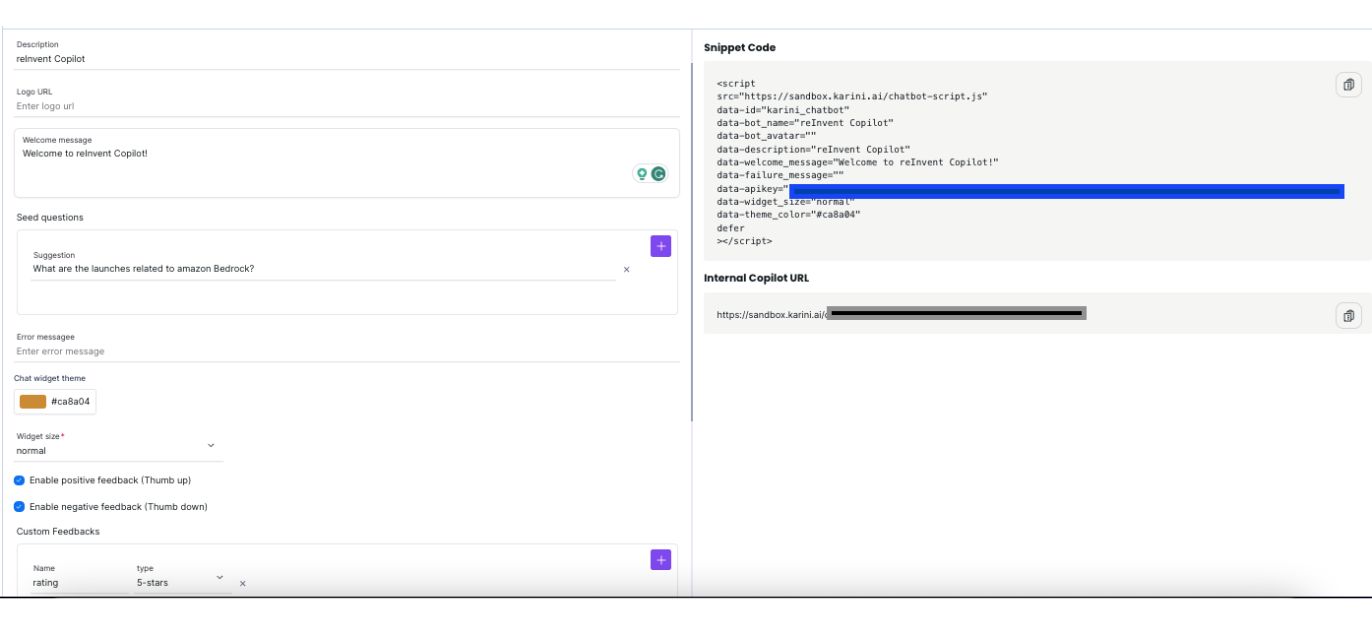 Description
reInvent Copilot
Logo URL
Enter logo url
Welcome message
Welcome to reInvent Copilot!
Seed questions
+
Suggestion
What are the launches related to amazon Bedrock?
×
Error messagee
Enter error message
Chat widget theme
#ca8a04
Widget size*
normal
Enable positive feedback (Thumb up)
Enable negative feedback (Thumb down)
Custom Feedbacks
+
Name type
rating 5-stars ×
Snippet Code
<script
src="https://sandbox.karini.ai/chatbot-script.js"
data-id="karini_chatbot"
data-bot_name="reInvent Copilot"
data-bot_avatar=""
data-description="reInvent Copilot"
data-welcome_message="Welcome to reInvent Copilot!"
data-failure_message=""
data-apikey="
data-widget_size="normal"
data-theme_color="#ca8a04"
defer
></script>
Internal Copilot URL
https://sandbox.karini.ai/